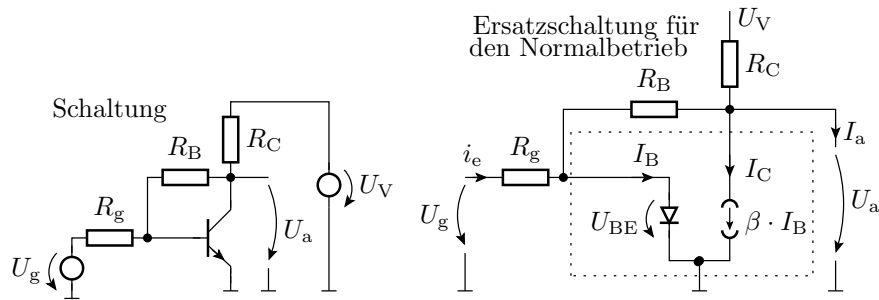 Schaltung
R_B
R_C
R_g
U_g
U_a
U_V
Ersatzschaltung für
den Normalbetrieb
U_V
R_C
R_B
i_e
R_g
I_B
I_C
I_a
U_g
U_BE
β · I_B
U_a